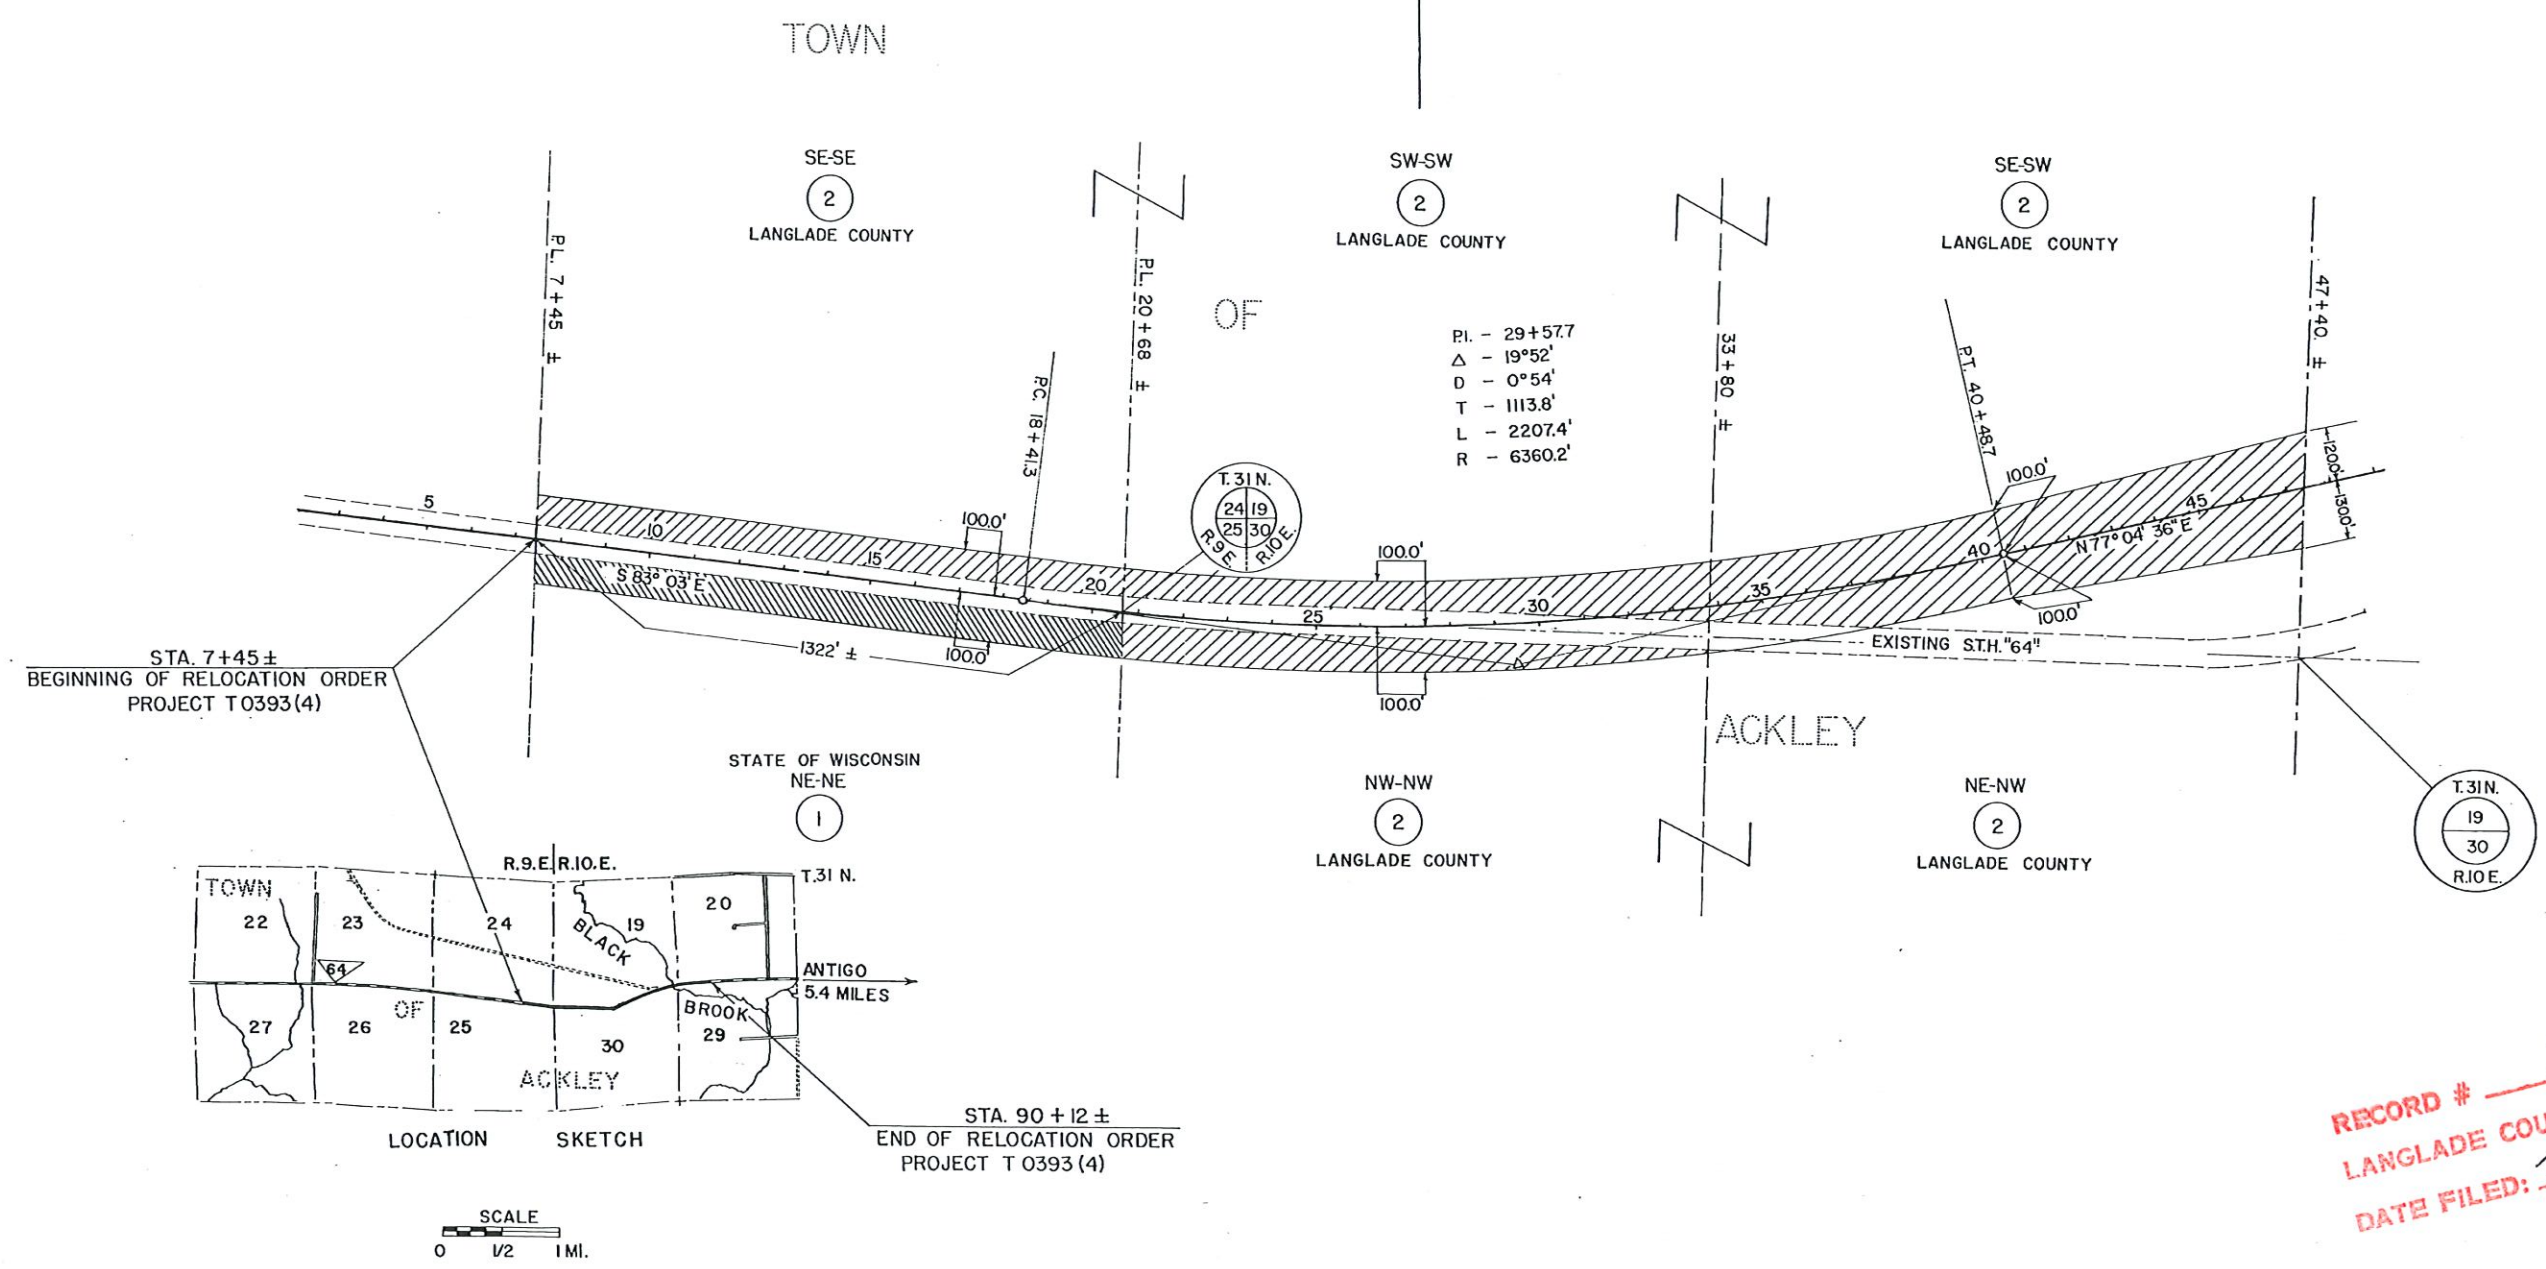 TOWN
SE-SE
2
LANGLADE COUNTY
SW-SW
2
LANGLADE COUNTY
SE-SW
2
LANGLADE COUNTY
P.L. 7+45 ±
P.L. 20+68 ±
33+80 ±
47+40 ±
OF
P.I. - 29+57.7
Δ - 19°52'
D - 0°54'
T - 1113.8'
L - 2207.4'
R - 6360.2'
P.C. 18+41.3
P.T. 40+48.7
T.31N.
24 19
25 30
R.9E. R.10E.
5
10
15
20
25
30
35
40
45
100.0'
100.0'
100.0'
100.0'
100.0'
100.0'
120.0'
130.0'
S 83° 03' E
N 77° 04' 36" E
1322' ±
EXISTING S.T.H. "64"
STA. 7+45 ±
BEGINNING OF RELOCATION ORDER
PROJECT T 0393 (4)
ACKLEY
STATE OF WISCONSIN
NE-NE
1
NW-NW
2
LANGLADE COUNTY
NE-NW
2
LANGLADE COUNTY
T.31N.
19
30
R.10 E.
R.9.E. R.10.E.
T.31 N.
TOWN
22
23
24
19
20
BLACK
64
ANTIGO
5.4 MILES
OF
BROOK
27
26
25
30
29
ACKLEY
LOCATION SKETCH
STA. 90+12 ±
END OF RELOCATION ORDER
PROJECT T 0393 (4)
SCALE
0 1/2 1 MI.
RECORD #
LANGLADE COU
DATE FILED: